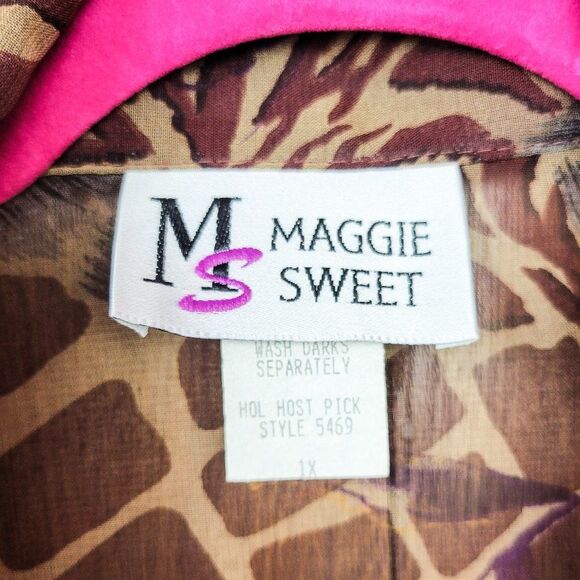 MS
MAGGIE
SWEET
WASH DARKS
SEPARATELY
HOL HOST PICK
STYLE 5469
1X